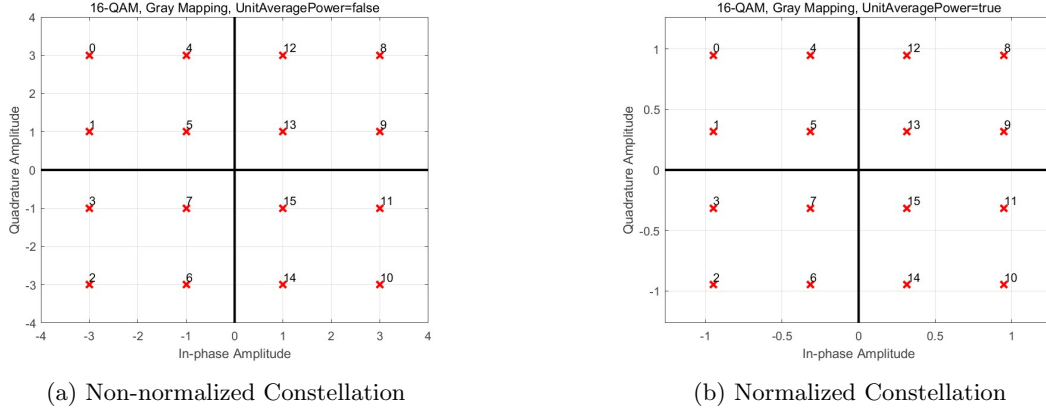 16-QAM, Gray Mapping, UnitAveragePower=false
4
3
2
1
0
-1
-2
-3
-4
Quadrature Amplitude
0 4 12 8
1 5 13 9
3 7 15 11
2 6 14 10
-4 -3 -2 -1 0 1 2 3 4
In-phase Amplitude
(a) Non-normalized Constellation
16-QAM, Gray Mapping, UnitAveragePower=true
1
0.5
0
-0.5
-1
Quadrature Amplitude
0 4 12 8
1 5 13 9
3 7 15 11
2 6 14 10
-1 -0.5 0 0.5 1
In-phase Amplitude
(b) Normalized Constellation